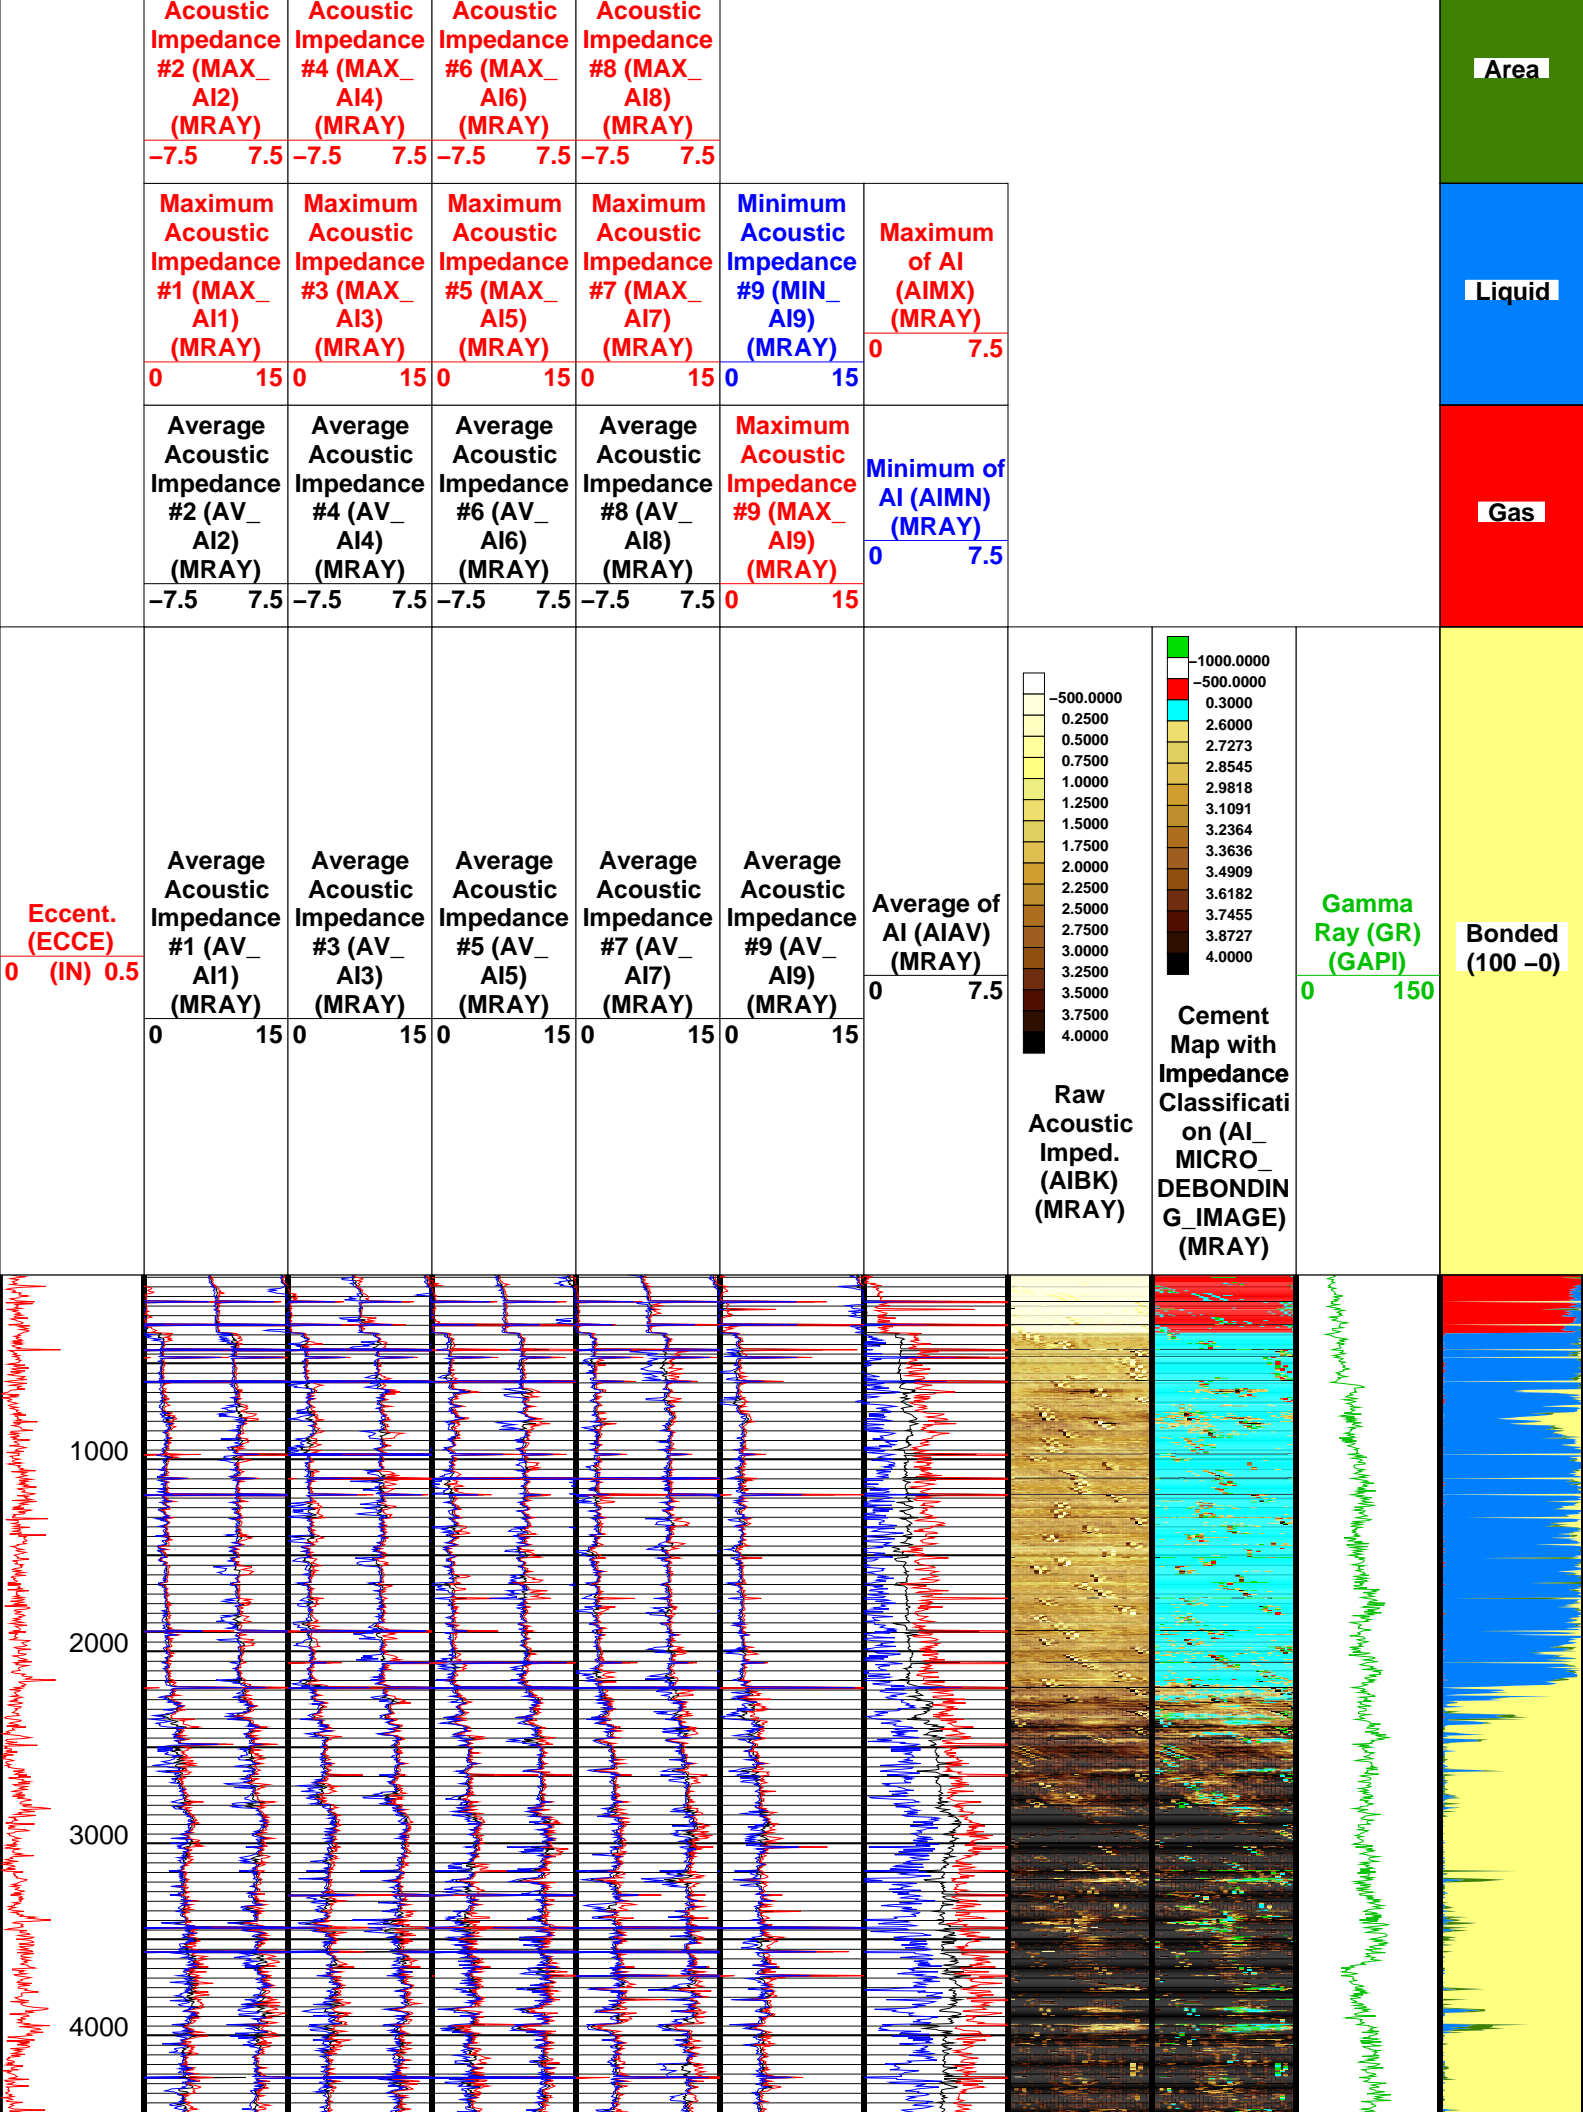 Acoustic
Impedance
#2 (MAX_
AI2)
(MRAY)
−7.5 7.5
Acoustic
Impedance
#4 (MAX_
AI4)
(MRAY)
−7.5 7.5
Acoustic
Impedance
#6 (MAX_
AI6)
(MRAY)
−7.5 7.5
Acoustic
Impedance
#8 (MAX_
AI8)
(MRAY)
−7.5 7.5
Area
Maximum
Acoustic
Impedance
#1 (MAX_
AI1)
(MRAY)
0 15
Maximum
Acoustic
Impedance
#3 (MAX_
AI3)
(MRAY)
0 15
Maximum
Acoustic
Impedance
#5 (MAX_
AI5)
(MRAY)
0 15
Maximum
Acoustic
Impedance
#7 (MAX_
AI7)
(MRAY)
0 15
Minimum
Acoustic
Impedance
#9 (MIN_
AI9)
(MRAY)
0 15
Maximum
of AI
(AIMX)
(MRAY)
0 7.5
Liquid
Average
Acoustic
Impedance
#2 (AV_
AI2)
(MRAY)
−7.5 7.5
Average
Acoustic
Impedance
#4 (AV_
AI4)
(MRAY)
−7.5 7.5
Average
Acoustic
Impedance
#6 (AV_
AI6)
(MRAY)
−7.5 7.5
Average
Acoustic
Impedance
#8 (AV_
AI8)
(MRAY)
−7.5 7.5
Maximum
Acoustic
Impedance
#9 (MAX_
AI9)
(MRAY)
0 15
Minimum of
AI (AIMN)
(MRAY)
0 7.5
Gas
Eccent.
(ECCE)
0 (IN) 0.5
Average
Acoustic
Impedance
#1 (AV_
AI1)
(MRAY)
0 15
Average
Acoustic
Impedance
#3 (AV_
AI3)
(MRAY)
0 15
Average
Acoustic
Impedance
#5 (AV_
AI5)
(MRAY)
0 15
Average
Acoustic
Impedance
#7 (AV_
AI7)
(MRAY)
0 15
Average
Acoustic
Impedance
#9 (AV_
AI9)
(MRAY)
0 15
Average of
AI (AIAV)
(MRAY)
0 7.5
−500.0000
0.2500
0.5000
0.7500
1.0000
1.2500
1.5000
1.7500
2.0000
2.2500
2.5000
2.7500
3.0000
3.2500
3.5000
3.7500
4.0000
Raw
Acoustic
Imped.
(AIBK)
(MRAY)
−1000.0000
−500.0000
0.3000
2.6000
2.7273
2.8545
2.9818
3.1091
3.2364
3.3636
3.4909
3.6182
3.7455
3.8727
4.0000
Cement
Map with
Impedance
Classificati
on (AI_
MICRO_
DEBONDIN
G_IMAGE)
(MRAY)
Gamma
Ray (GR)
(GAPI)
0 150
Bonded
(100 −0)
1000
2000
3000
4000